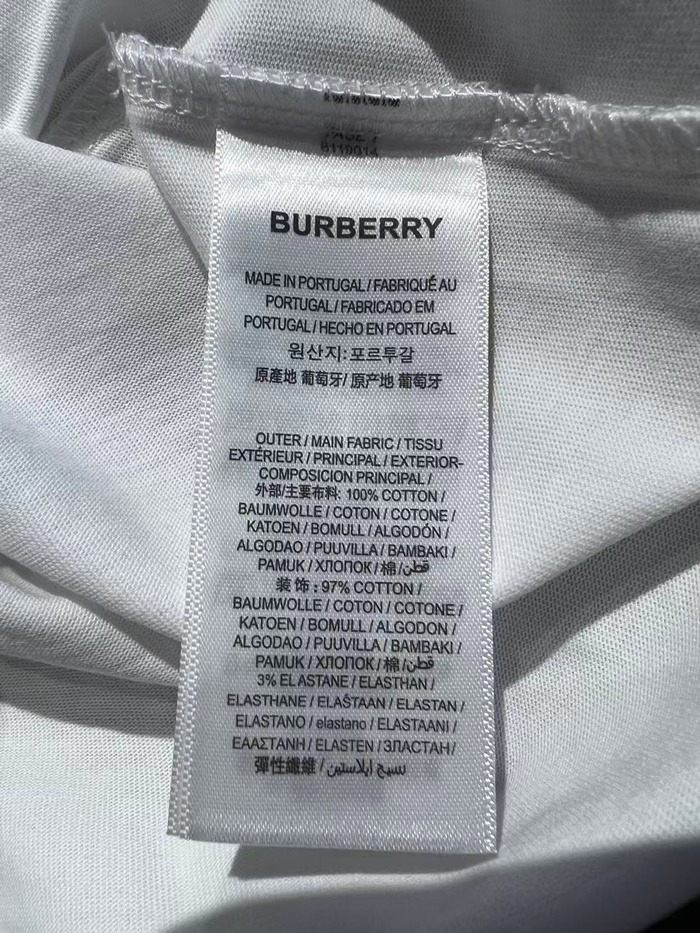 8119014
BURBERRY
MADE IN PORTUGAL / FABRIQUÉ AU
PORTUGAL / FABRICADO EM
PORTUGAL / HECHO EN PORTUGAL
원산지: 포르투갈
原產地 葡萄牙/ 原产地 葡萄牙
OUTER / MAIN FABRIC / TISSU
EXTÉRIEUR / PRINCIPAL / EXTERIOR-
COMPOSICION PRINCIPAL /
外部/主要布料: 100% COTTON /
BAUMWOLLE / COTON / COTONE /
KATOEN / BOMULL / ALGODÓN /
ALGODAO / PUUVILLA / BAMBAKI /
PAMUK / ХЛОПОК / 棉 / قطن
装饰 : 97% COTTON /
BAUMWOLLE / COTON / COTONE /
KATOEN / BOMULL / ALGODON /
ALGODAO / PUUVILLA / BAMBAKI /
PAMUK / ХЛОПОК / 棉 / قطن
3% ELASTANE / ELASTHAN /
ELASTHANE / ELAŠTAAN / ELASTAN /
ELASTANO / elastano / ELASTAANI /
ΕΛΑΣΤΑΝΗ / ELASTEN / ЭЛАСТАН /
彈性纖維 / نسيج ايلاستين